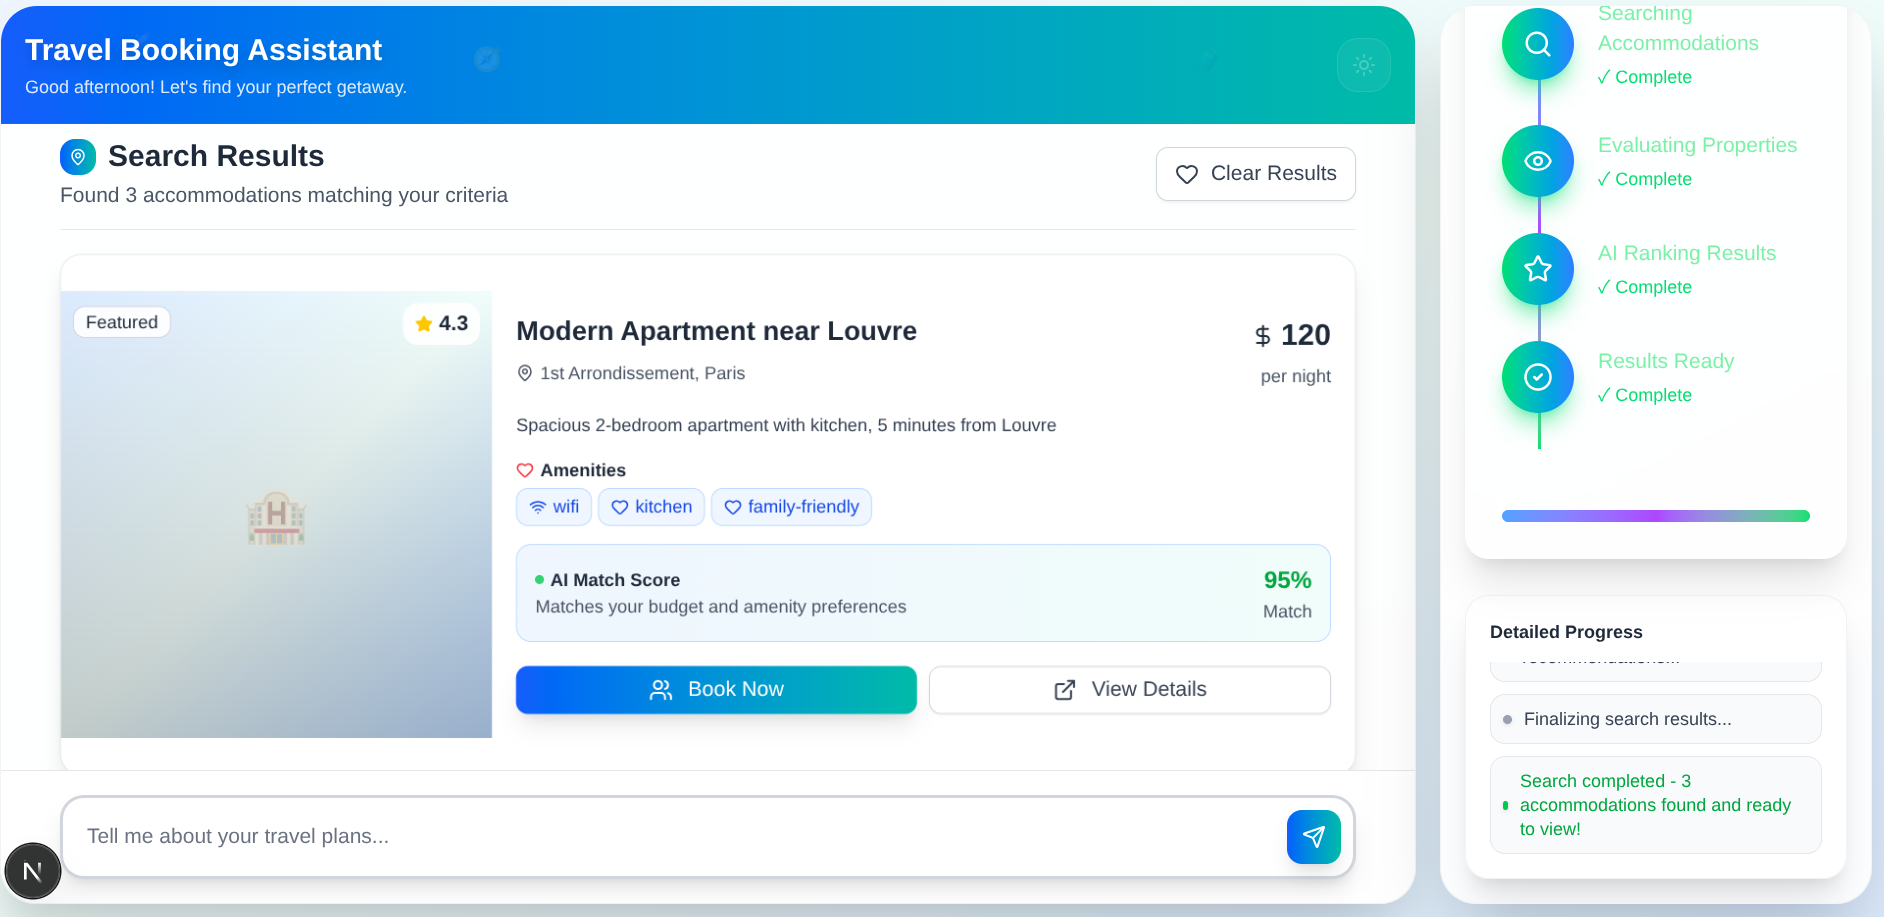 Travel Booking Assistant
Good afternoon! Let's find your perfect getaway.
Search Results
Found 3 accommodations matching your criteria
Clear Results
Featured
4.3
H
Modern Apartment near Louvre
1st Arrondissement, Paris
$ 120
per night
Spacious 2-bedroom apartment with kitchen, 5 minutes from Louvre
Amenities
wifi
kitchen
family-friendly
AI Match Score
Matches your budget and amenity preferences
95%
Match
Book Now
View Details
Tell me about your travel plans...
N
Searching
Accommodations
✓ Complete
Evaluating Properties
✓ Complete
AI Ranking Results
✓ Complete
Results Ready
✓ Complete
Detailed Progress
Finalizing search results...
Search completed - 3
accommodations found and ready
to view!